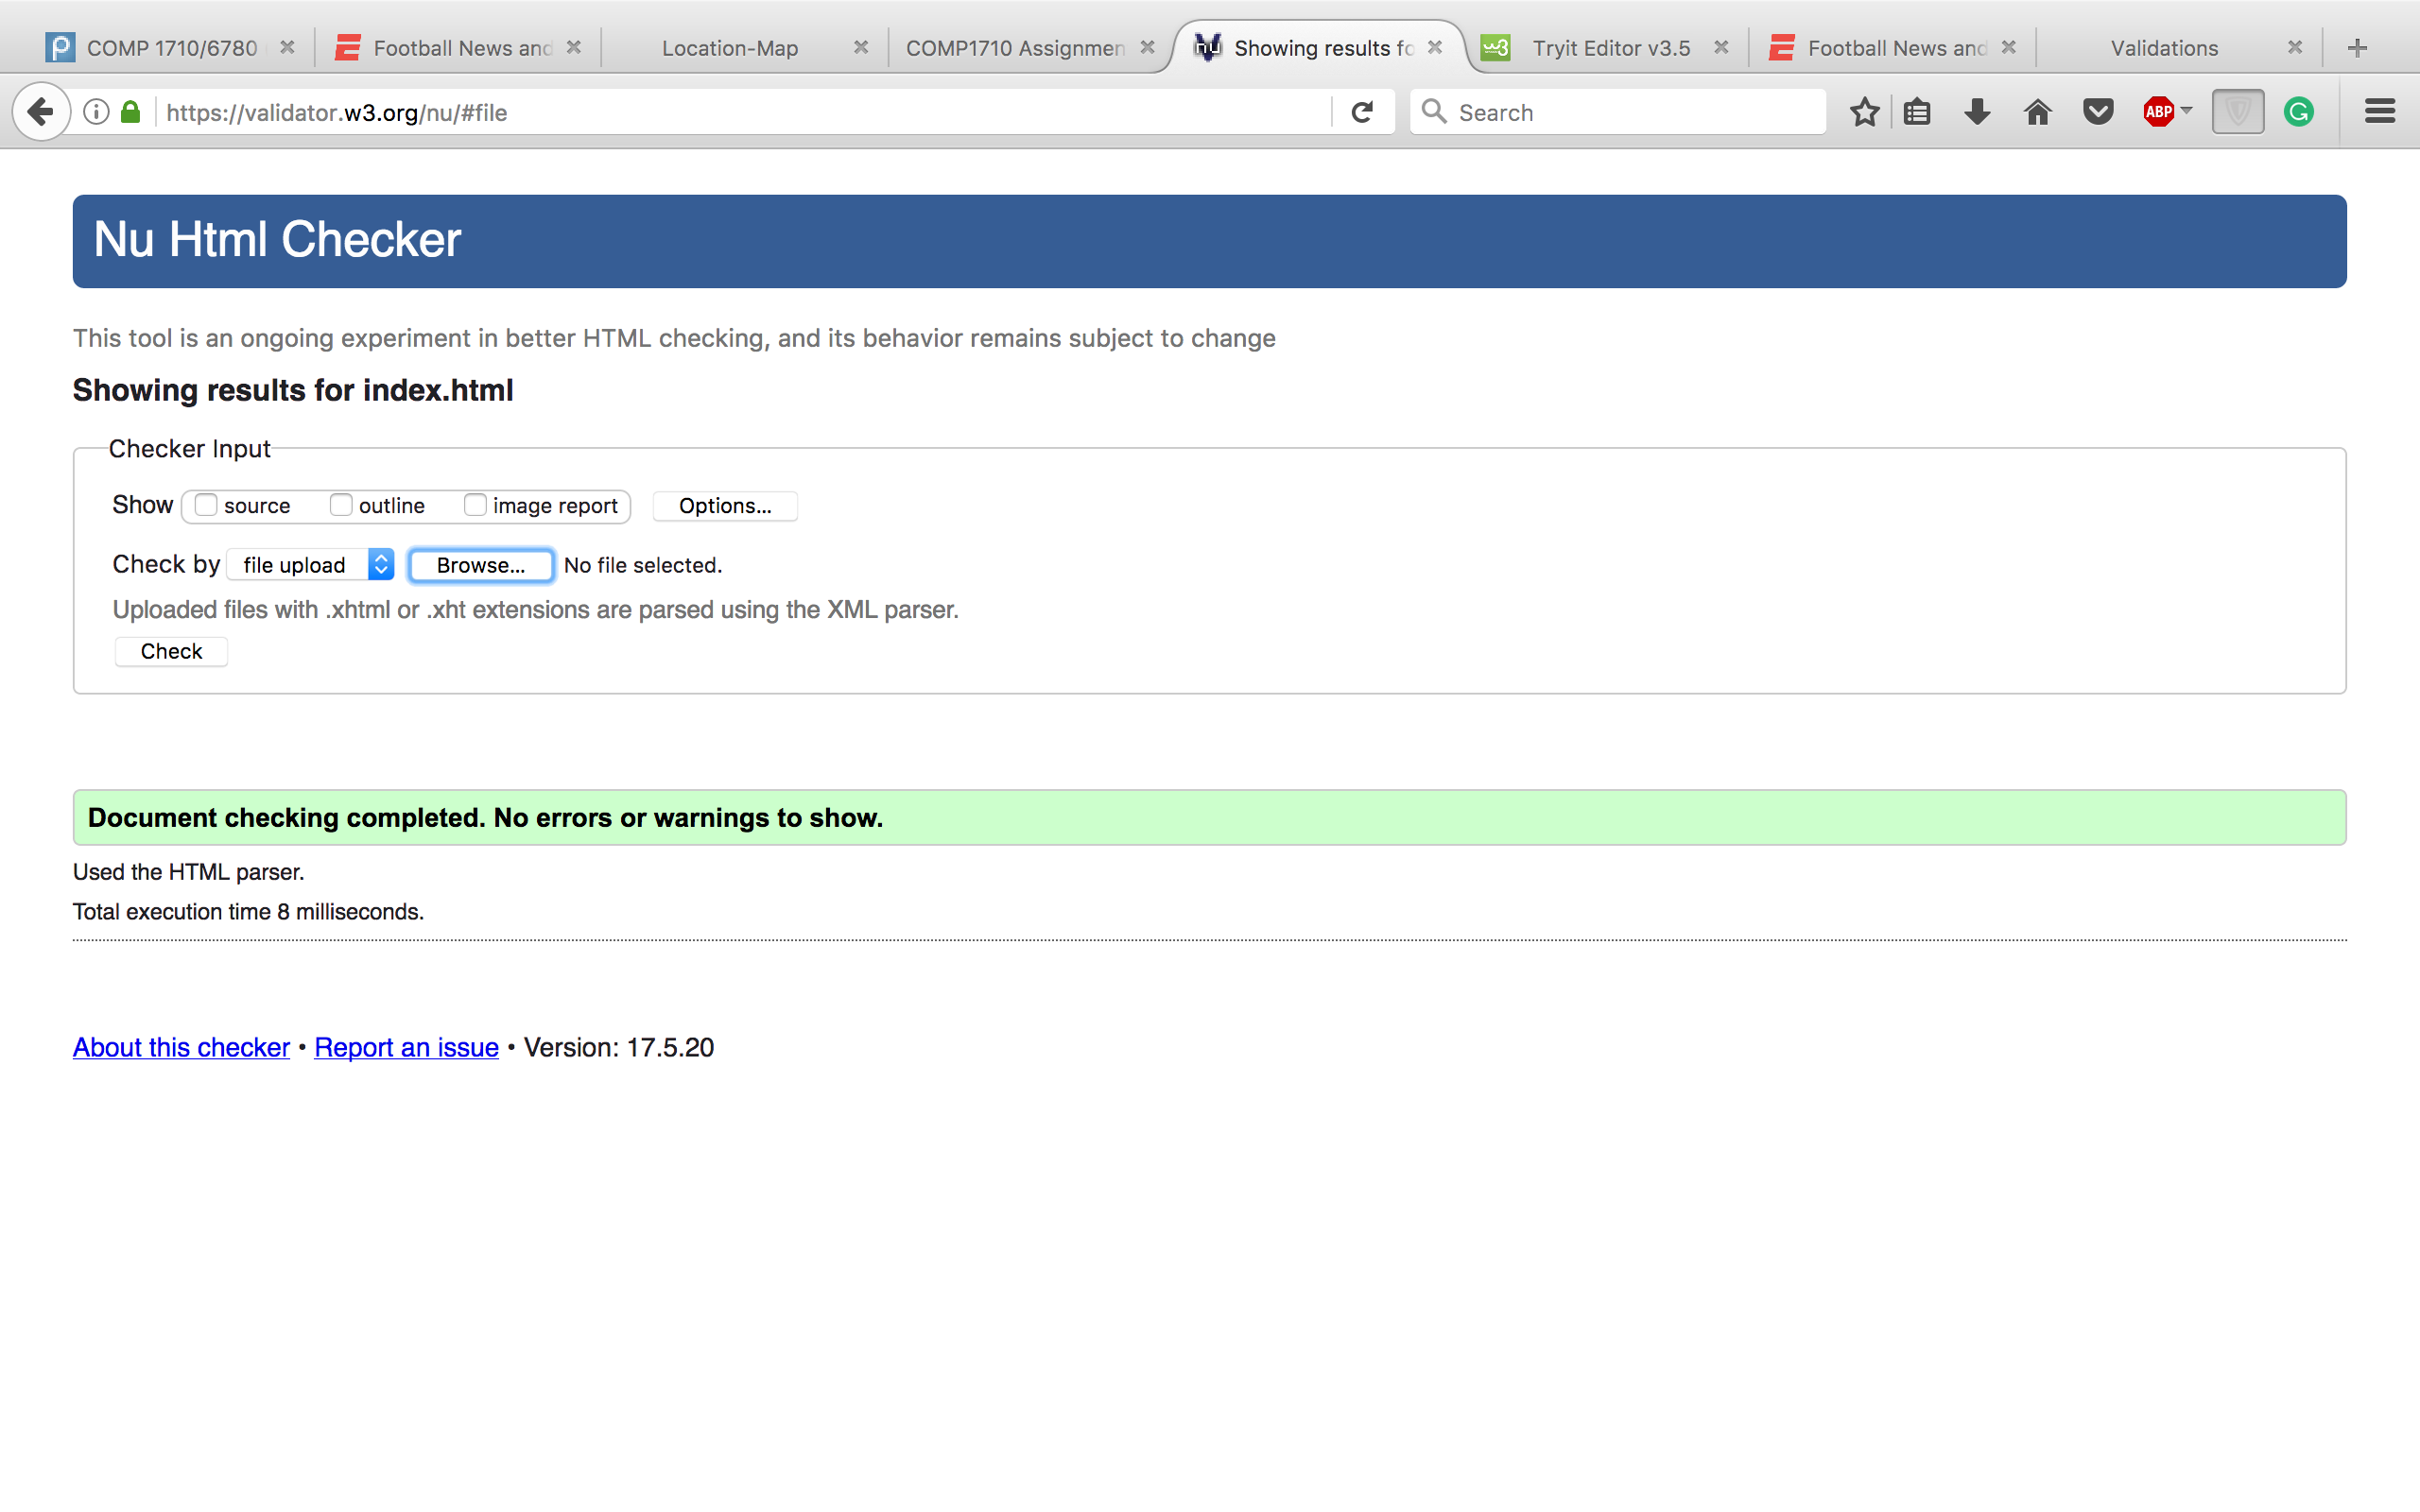 COMP 1710/6780
Football News and
Location-Map
COMP1710 Assignmen
Showing results fo
Tryit Editor v3.5
Football News and
Validations
https://validator.w3.org/nu/#file
Search
ABP
Nu Html Checker
This tool is an ongoing experiment in better HTML checking, and its behavior remains subject to change
Showing results for index.html
Checker Input
Show source outline image report Options...
Check by file upload Browse... No file selected.
Uploaded files with .xhtml or .xht extensions are parsed using the XML parser.
Check
Document checking completed. No errors or warnings to show.
Used the HTML parser.
Total execution time 8 milliseconds.
About this checker • Report an issue • Version: 17.5.20